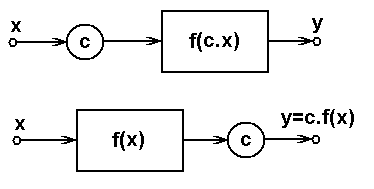 x c f(c.x) y
x f(x) c y=c.f(x)